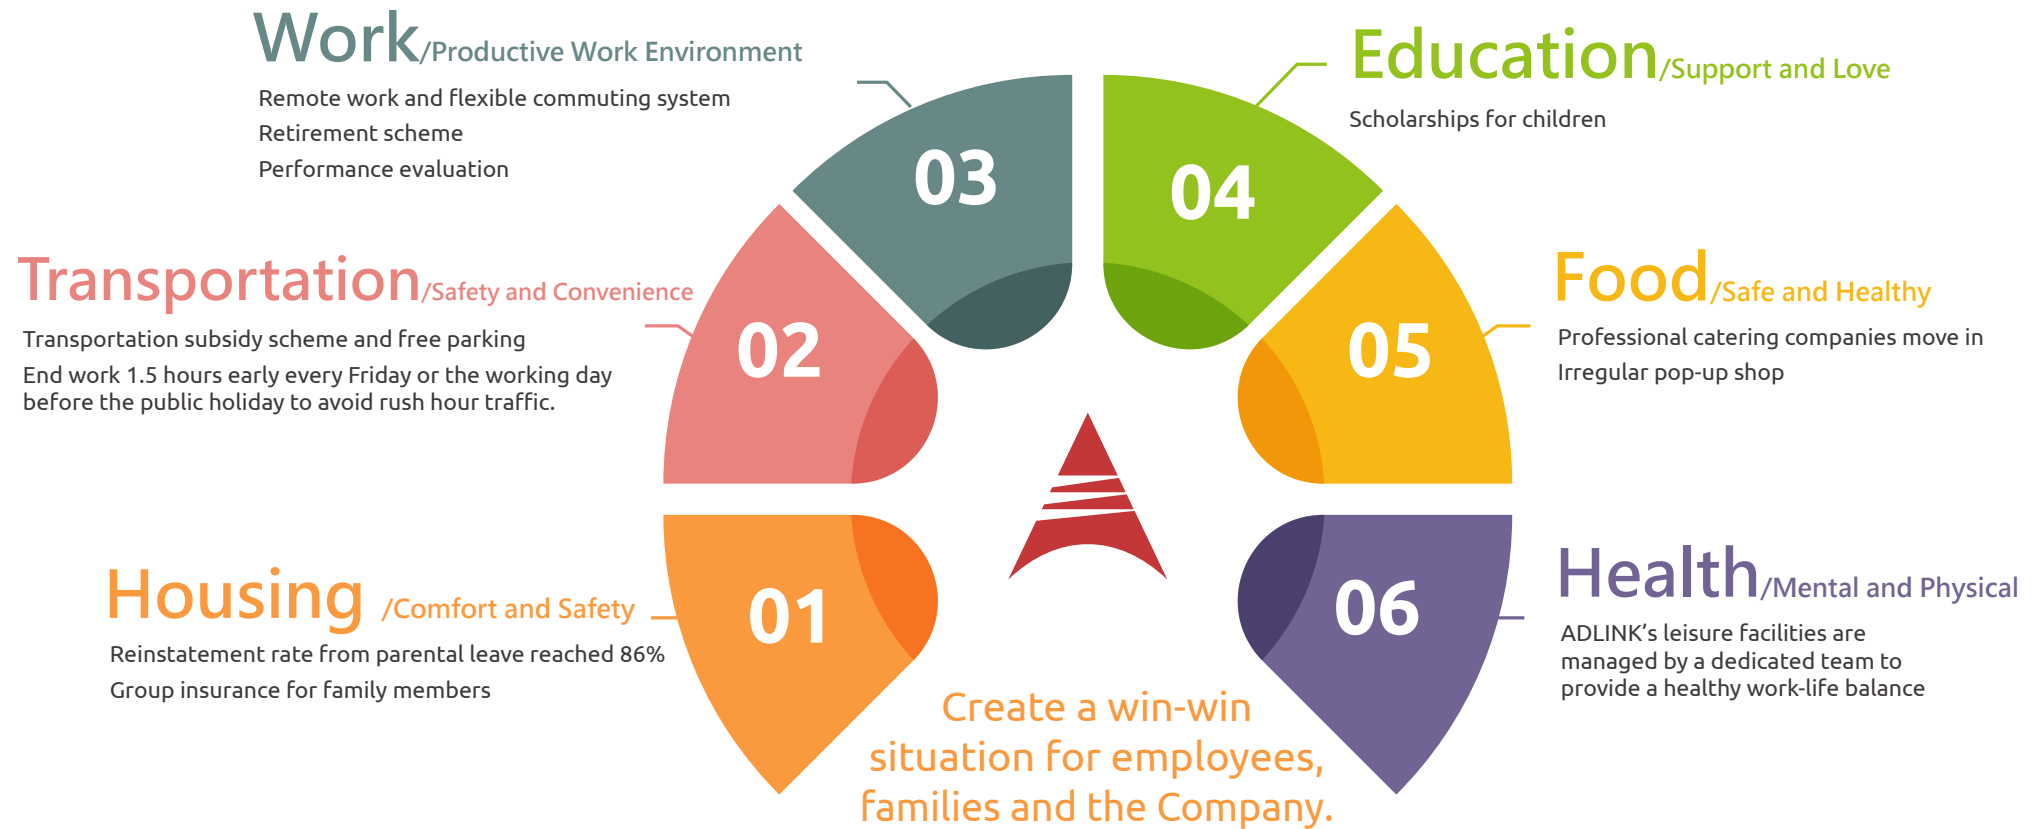 Work/Productive Work Environment
Remote work and flexible commuting system
Retirement scheme
Performance evaluation
03
Transportation/Safety and Convenience
Transportation subsidy scheme and free parking
End work 1.5 hours early every Friday or the working day
before the public holiday to avoid rush hour traffic.
02
Housing /Comfort and Safety
Reinstatement rate from parental leave reached 86%
Group insurance for family members
01
Education/Support and Love
Scholarships for children
04
Food/Safe and Healthy
Professional catering companies move in
Irregular pop-up shop
05
Health/Mental and Physical
ADLINK’s leisure facilities are
managed by a dedicated team to
provide a healthy work-life balance
06
Create a win-win
situation for employees,
families and the Company.